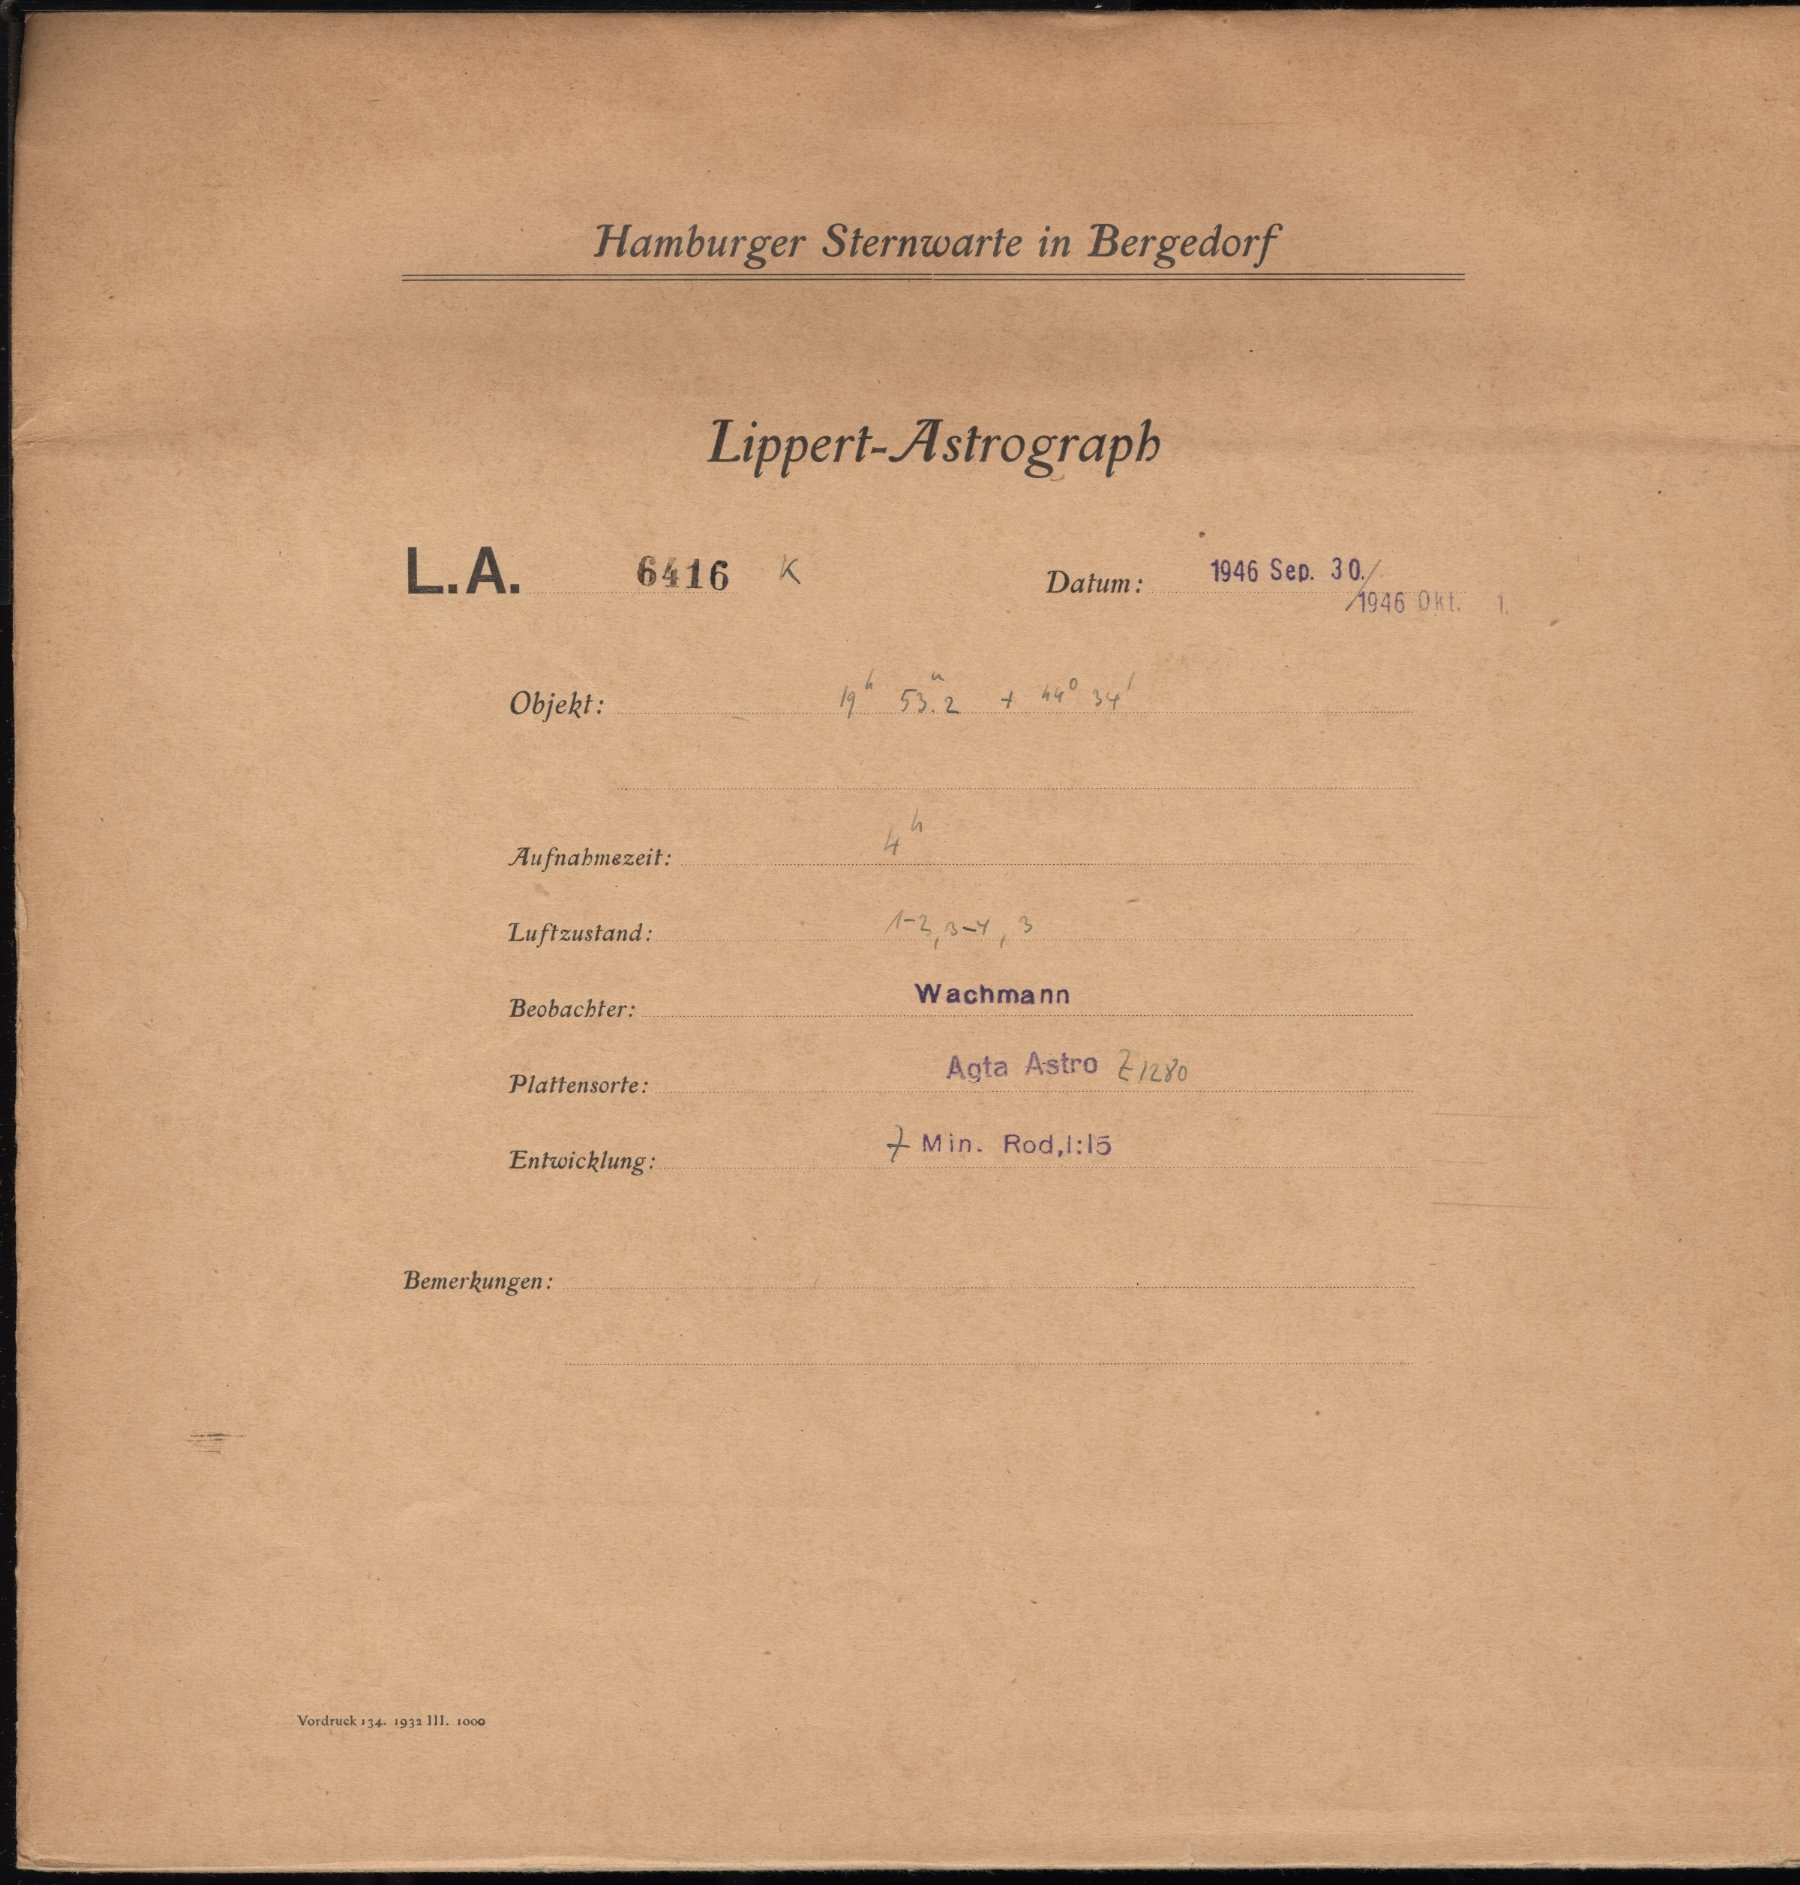 Hamburger Sternwarte in Bergedorf
Lippert-Astrograph
L.A. 6416 K Datum: 1946 Sep. 30./
1946 Okt. 1.
Objekt: 19h 53m.2 + 44° 34'
Aufnahmezeit: 4h
Luftzustand: 1-2, 3-4, 3
Beobachter: Wachmann
Plattensorte: Agfa Astro Z1280
Entwicklung: 7 Min. Rod,1:15
Bemerkungen:
Vordruck 134. 1932 III. 1000